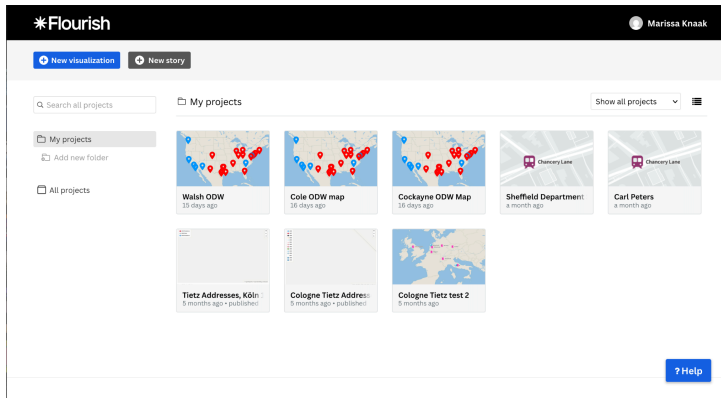 Flourish
Marissa Knaak
New visualization
New story
Search all projects
My projects
Show all projects
My projects
Add new folder
All projects
Chancery Lane
Chancery Lane
Walsh ODW
15 days ago
Cole ODW map
16 days ago
Cockayne ODW Map
16 days ago
Sheffield Department
a month ago
Carl Peters
a month ago
Tietz Addresses, Köln
5 months ago • published
Cologne Tietz Address
5 months ago • published
Cologne Tietz test 2
5 months ago
? Help